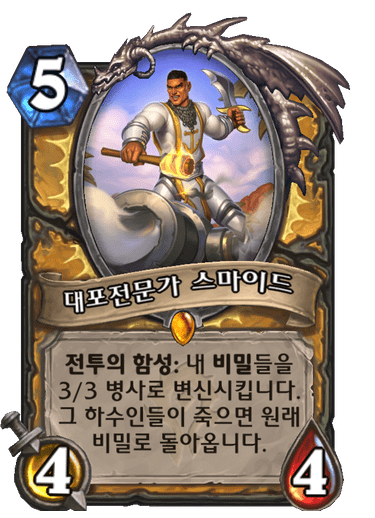 5
대포전문가 스마이드
전투의 함성: 내 비밀들을
3/3 병사로 변신시킵니다.
그 하수인들이 죽으면 원래
비밀로 돌아옵니다.
4
4